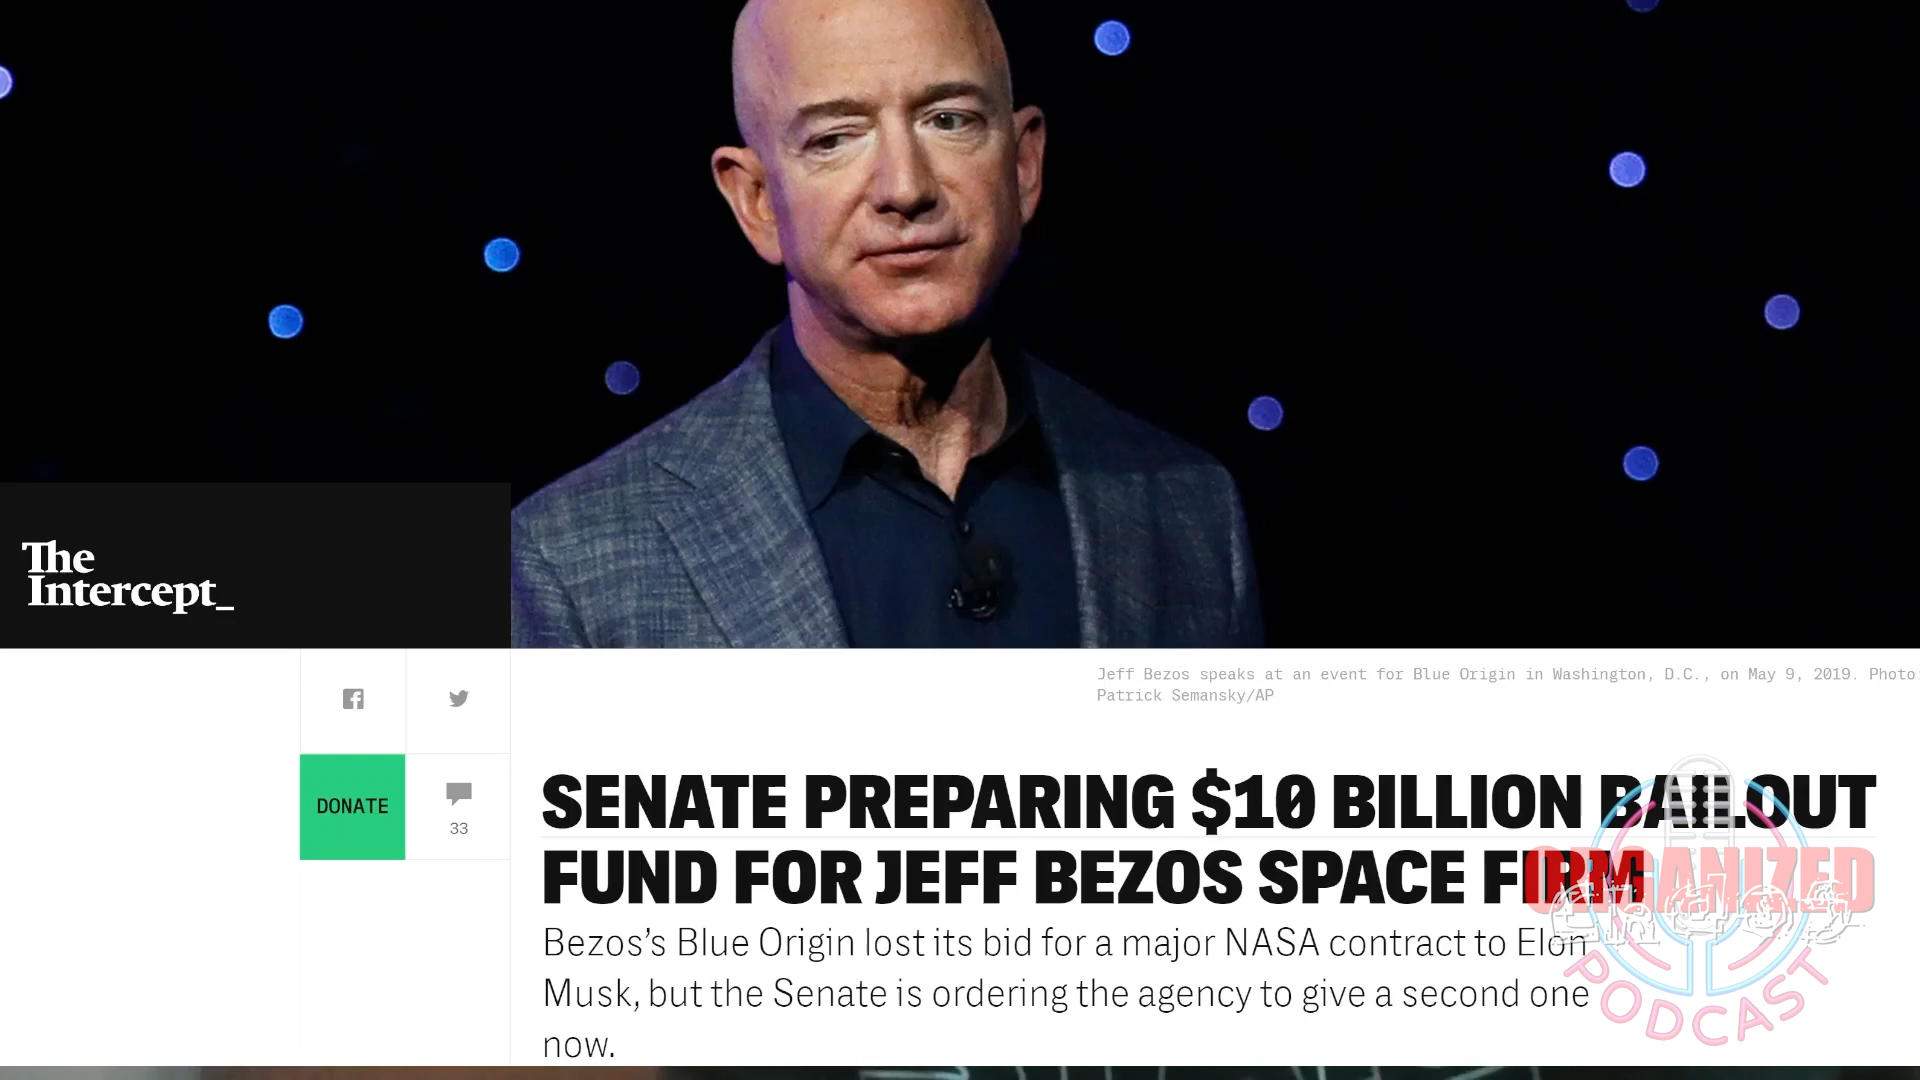 The
Intercept_
Jeff Bezos speaks at an event for Blue Origin in Washington, D.C., on May 9, 2019. Photo:
Patrick Semansky/AP
DONATE
33
SENATE PREPARING $10 BILLION BAILOUT
FUND FOR JEFF BEZOS SPACE FIRM
Bezos’s Blue Origin lost its bid for a major NASA contract to Elon
Musk, but the Senate is ordering the agency to give a second one
now.
ORGANIZED
PODCAST